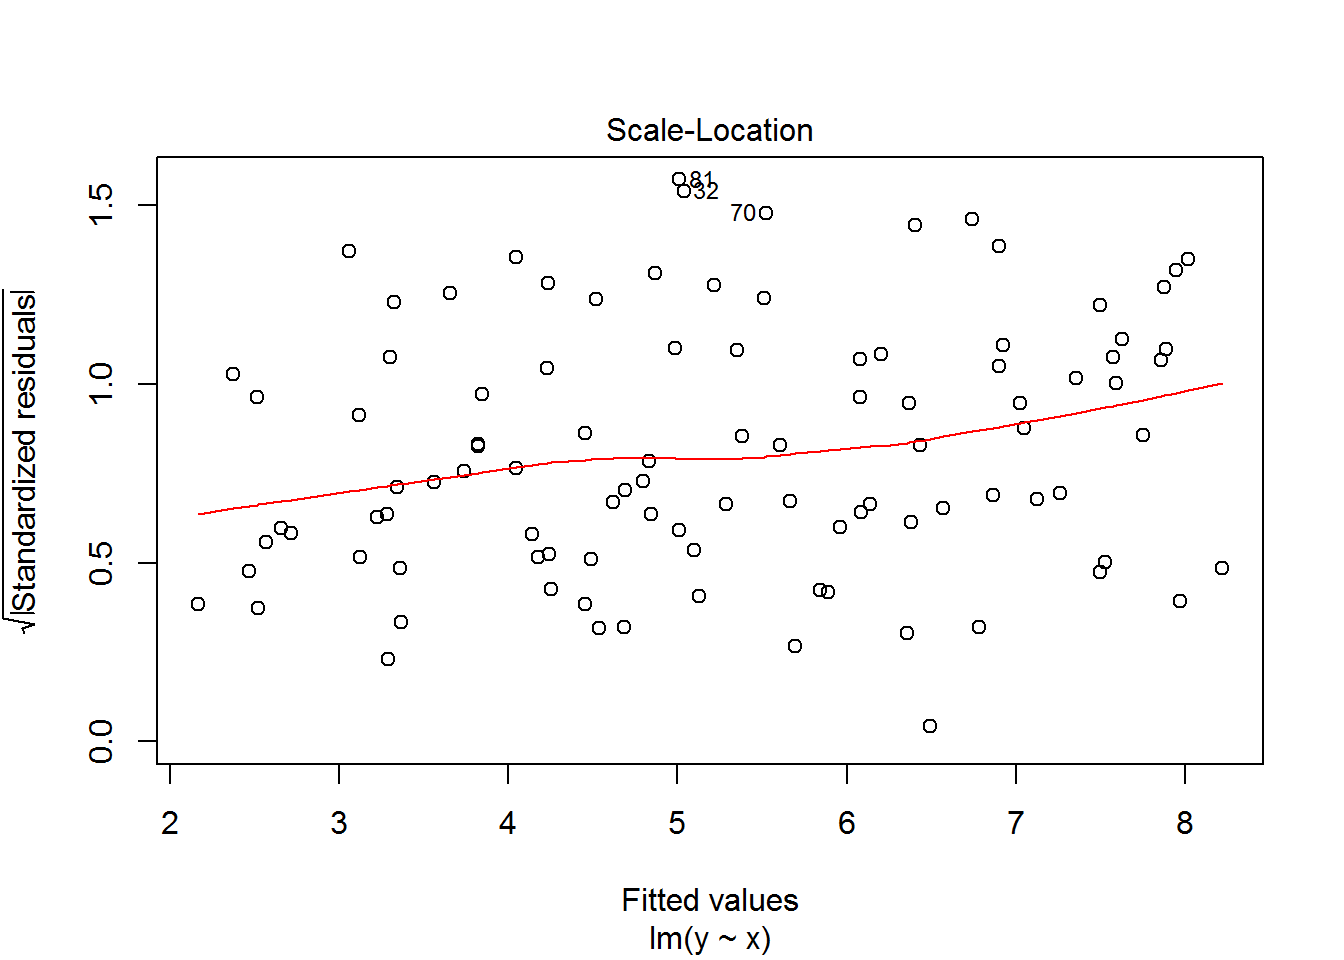 Scale-Location
81
32
70
√|Standardized residuals|
1.5
1.0
0.5
0.0
2 3 4 5 6 7 8
Fitted values
lm(y ~ x)